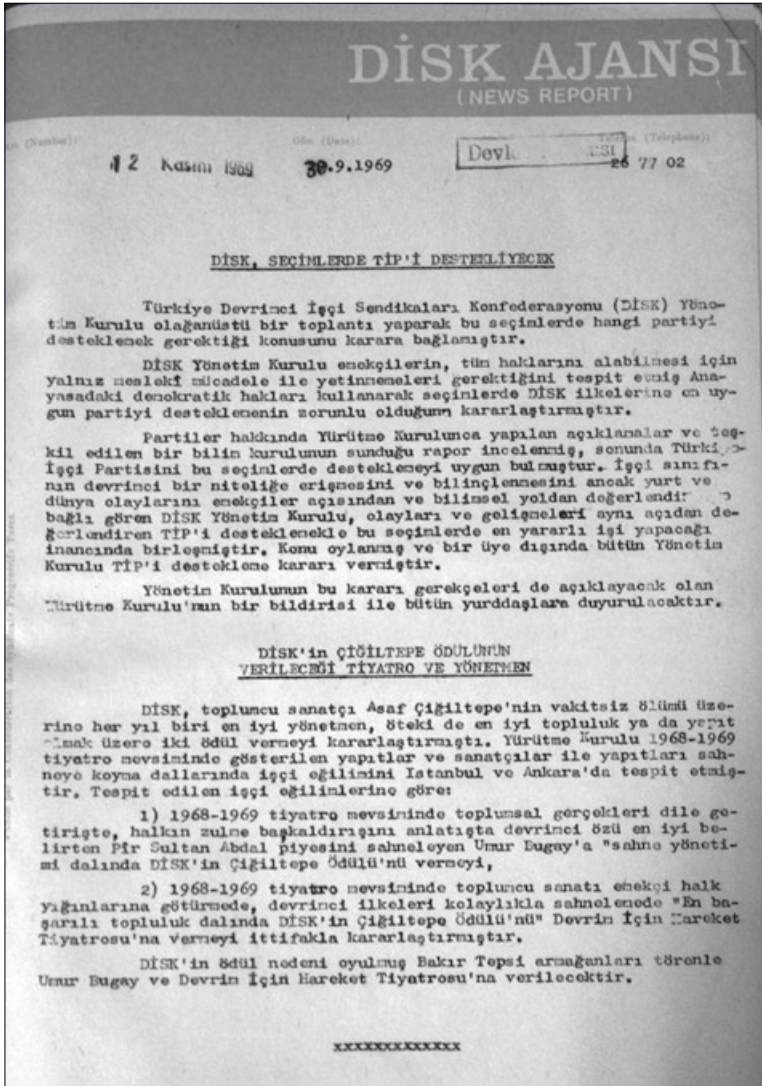 DİSK AJANSI
(NEWS REPORT)
(Number): Gün (Date): (Telephone):
12 Kasım 1969 30.9.1969 Devl 26 77 02
DİSK, SEÇİMLERDE TİP'İ DESTEKLİYECEK
Türkiye Devrimci İşçi Sendikaları Konfederasyonu (DİSK) Yöne-
tim Kurulu olağanüstü bir toplantı yaparak bu seçimlerde hangi partiyi
desteklemek gerektiği konusunu karara bağlamıştır.
DİSK Yönetim Kurulu emekçilerin, tüm haklarını alabilmesi için
yalnız meslekî mücadele ile yetinmemeleri gerektiğini tespit etmiş Ana-
yasadaki demokratik hakları kullanarak seçimlerde DİSK ilkelerine en uy-
gun partiyi desteklemenin zorunlu olduğunu kararlaştırmıştır.
Partiler hakkında Yürütme Kurulunca yapılan açıklamalar ve teş-
kil edilen bir bilim kurulunun sunduğu rapor incelenmiş, sonunda Türkiye
İşçi Partisini bu seçimlerde desteklemeyi uygun bulmuştur. İşçi sınıfı-
nın devrimci bir niteliğe erişmesini ve bilinçlenmesini ancak yurt ve
dünya olaylarını emekçiler açısından ve bilimsel yoldan
bağlı gören DİSK Yönetim Kurulu, olayları ve gelişmeleri aynı açıdan de-
ğerlendiren TİP'i desteklemekle bu seçimlerde en yararlı işi yapacağı
inancında birleşmiştir. Konu oylanmış ve bir üye dışında bütün Yönetim
Kurulu TİP'i destekleme kararı vermiştir.
Yönetim Kurulunun bu kararı gerekçeleri de açıklayacak olan
Yürütme Kurulu'nun bir bildirisi ile bütün yurddaşlara duyurulacaktır.
DİSK'in ÇİĞİLTEPE ÖDÜLÜNÜN
VERİLECEĞİ TİYATRO VE YÖNETMEN
DİSK, toplumcu sanatçı Asaf Çiğiltepe'nin vakitsiz ölümü üze-
rine her yıl biri en iyi yönetmen, öteki de en iyi topluluk ya da yapıt
olmak üzere iki ödül vermeyi kararlaştırmıştı. Yürütme Kurulu 1968-1969
tiyatro mevsiminde gösterilen yapıtlar ve sanatçılar ile yapıtları sah-
neye koyma dallarında işçi eğilimini Istanbul ve Ankara'da tespit etmiş-
tir. Tespit edilen işçi eğilimlerine göre:
1) 1968-1969 tiyatro mevsiminde toplumsal gerçekleri dile ge-
tirişte, halkın zulme başkaldırışını anlatışta devrimci özü en iyi be-
lirten Pir Sultan Abdal piyesini sahneleyen Umur Bugay'a "sahne yöneti-
mi dalında DİSK'in Çiğiltepe Ödülü'nü vermeyi,
2) 1968-1969 tiyatro mevsiminde toplumcu sanatı emekçi halk
yığınlarına götürmede, devrimci ilkeleri kolaylıkla sahnelemede "En ba-
şarılı topluluk dalında DİSK'in Çiğiltepe Ödülü'nü" Devrim İçin Hareket
Tiyatrosu'na vermeyi ittifakla kararlaştırmıştır.
DİSK'in ödül nedeni oyulmuş Bakır Tepsi armağanları törenle
Umur Bugay ve Devrim İçin Hareket Tiyatrosu'na verilecektir.
xxxxxxxxxxxxx